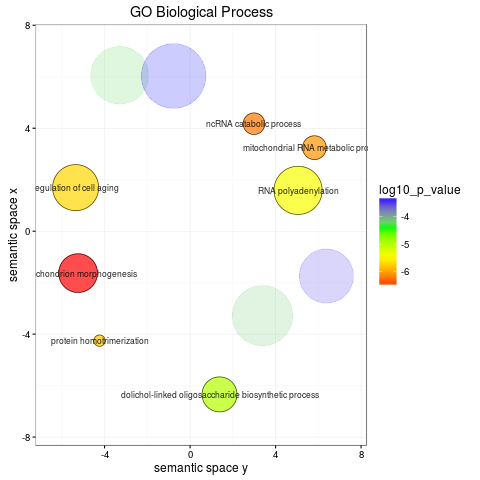 GO Biological Process
8
4
0
-4
-8
semantic space x
ncRNA catabolic process
mitochondrial RNA metabolic pro
egulation of cell aging
RNA polyadenylation
chondrion morphogenesis
protein homotrimerization
dolichol-linked oligosaccharide biosynthetic process
-4
0
4
8
semantic space y
log10_p_value
-4
-5
-6